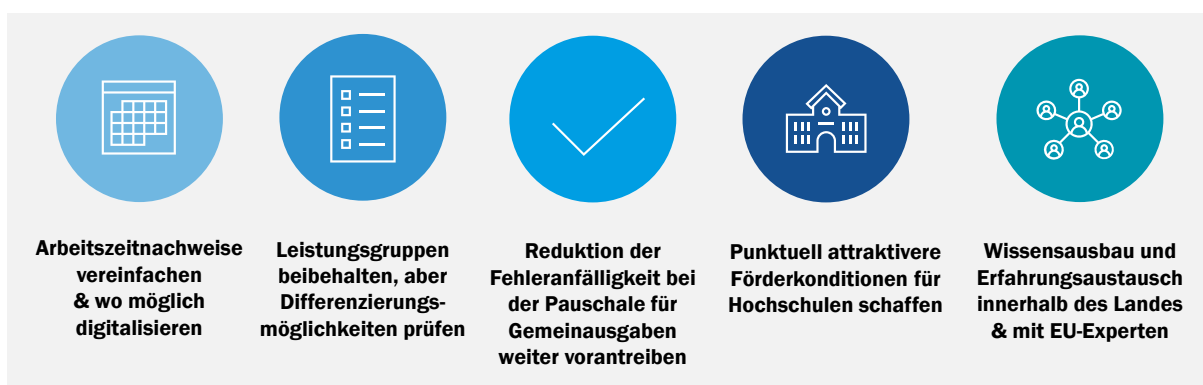 Arbeitszeitnachweise
vereinfachen
& wo möglich
digitalisieren
Leistungsgruppen
beibehalten, aber
Differenzierungs-
möglichkeiten prüfen
Reduktion der
Fehleranfälligkeit bei
der Pauschale für
Gemeinausgaben
weiter vorantreiben
Punktuell attraktivere
Förderkonditionen für
Hochschulen schaffen
Wissensausbau und
Erfahrungsaustausch
innerhalb des Landes
& mit EU-Experten